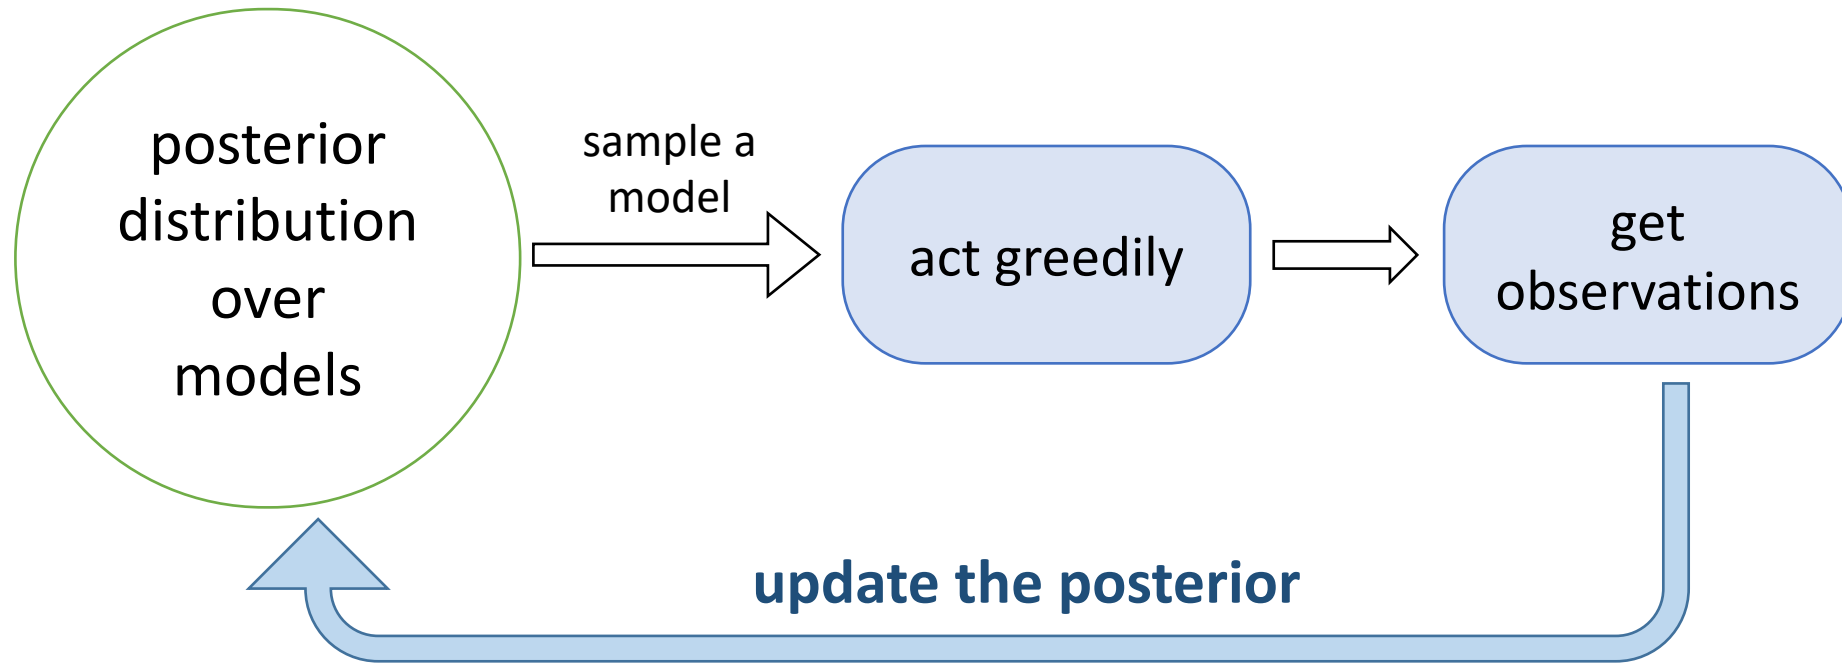 posterior
distribution
over
models
sample a
model
act greedily
get
observations
update the posterior